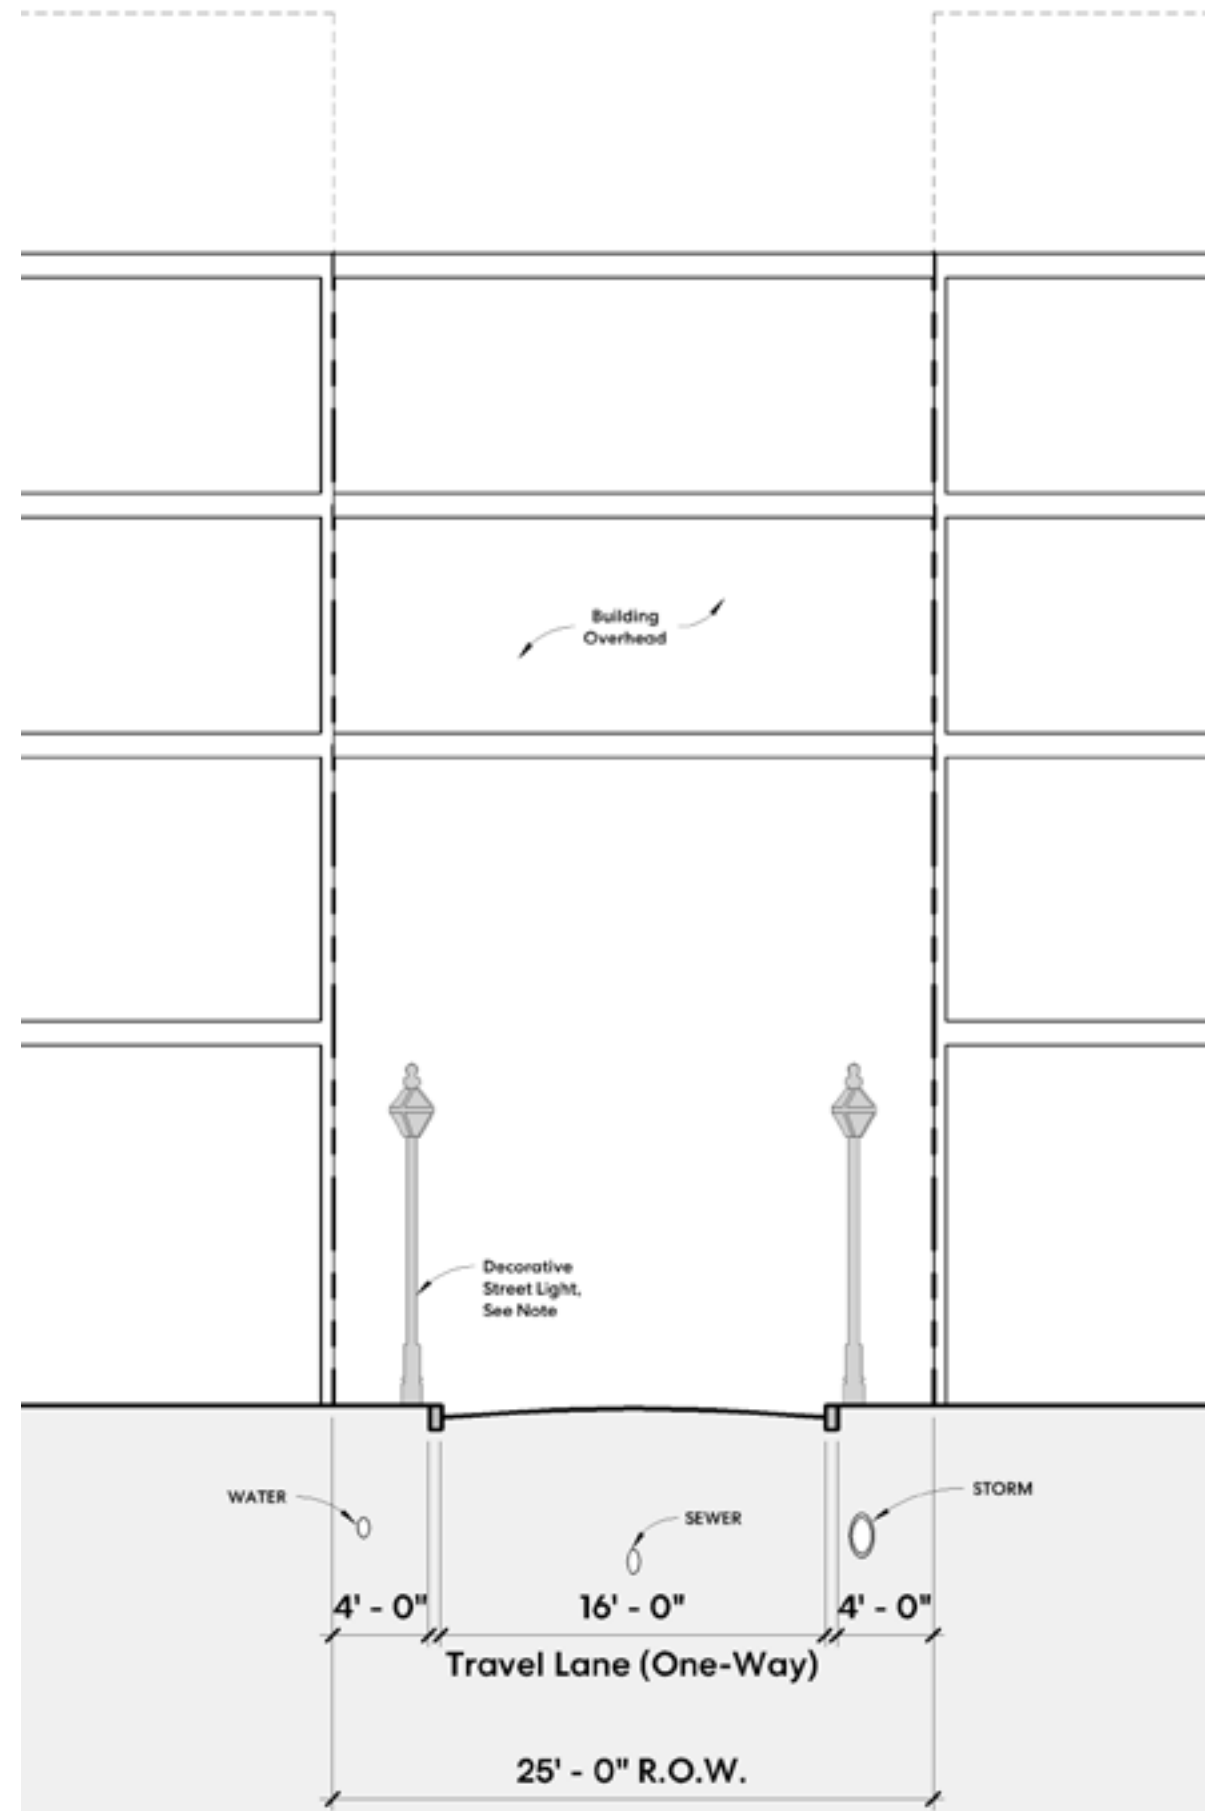 Building
Overhead
Decorative
Street Light,
See Note
WATER
STORM
SEWER
4' - 0"
16' - 0"
4' - 0"
Travel Lane (One-Way)
25' - 0" R.O.W.